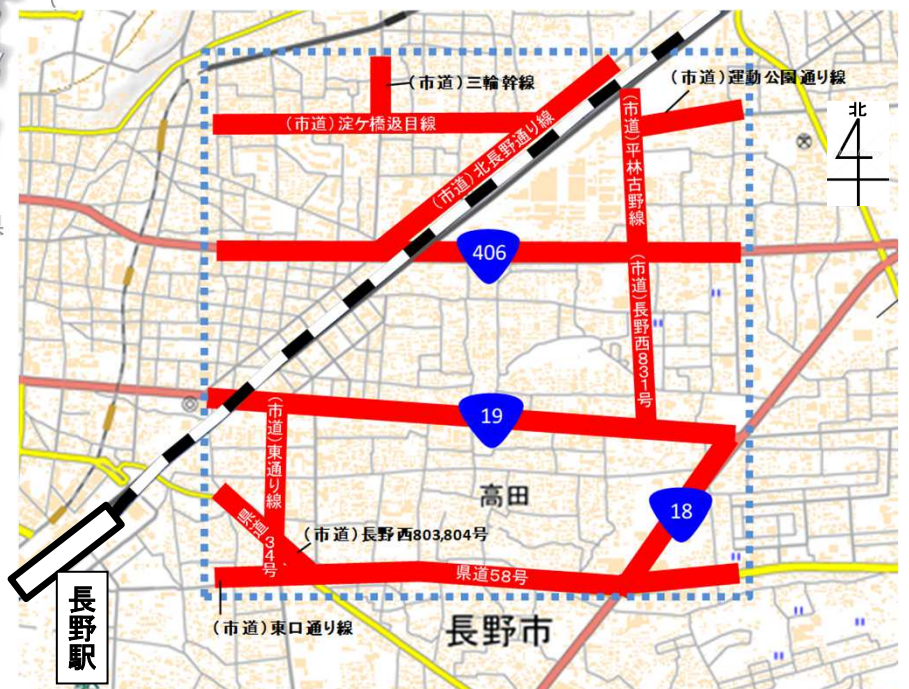 (市道)三輪幹線
(市道)運動公園通り線
北
(市道)淀ケ橋返目線
(市道)北長野通り線
(市道)平林古野線
406
(市道)長野西831号
19
(市道)東通り線
高田
18
県道34号
(市道)長野西803,804号
県道58号
長野駅
(市道)東口通り線
長野市